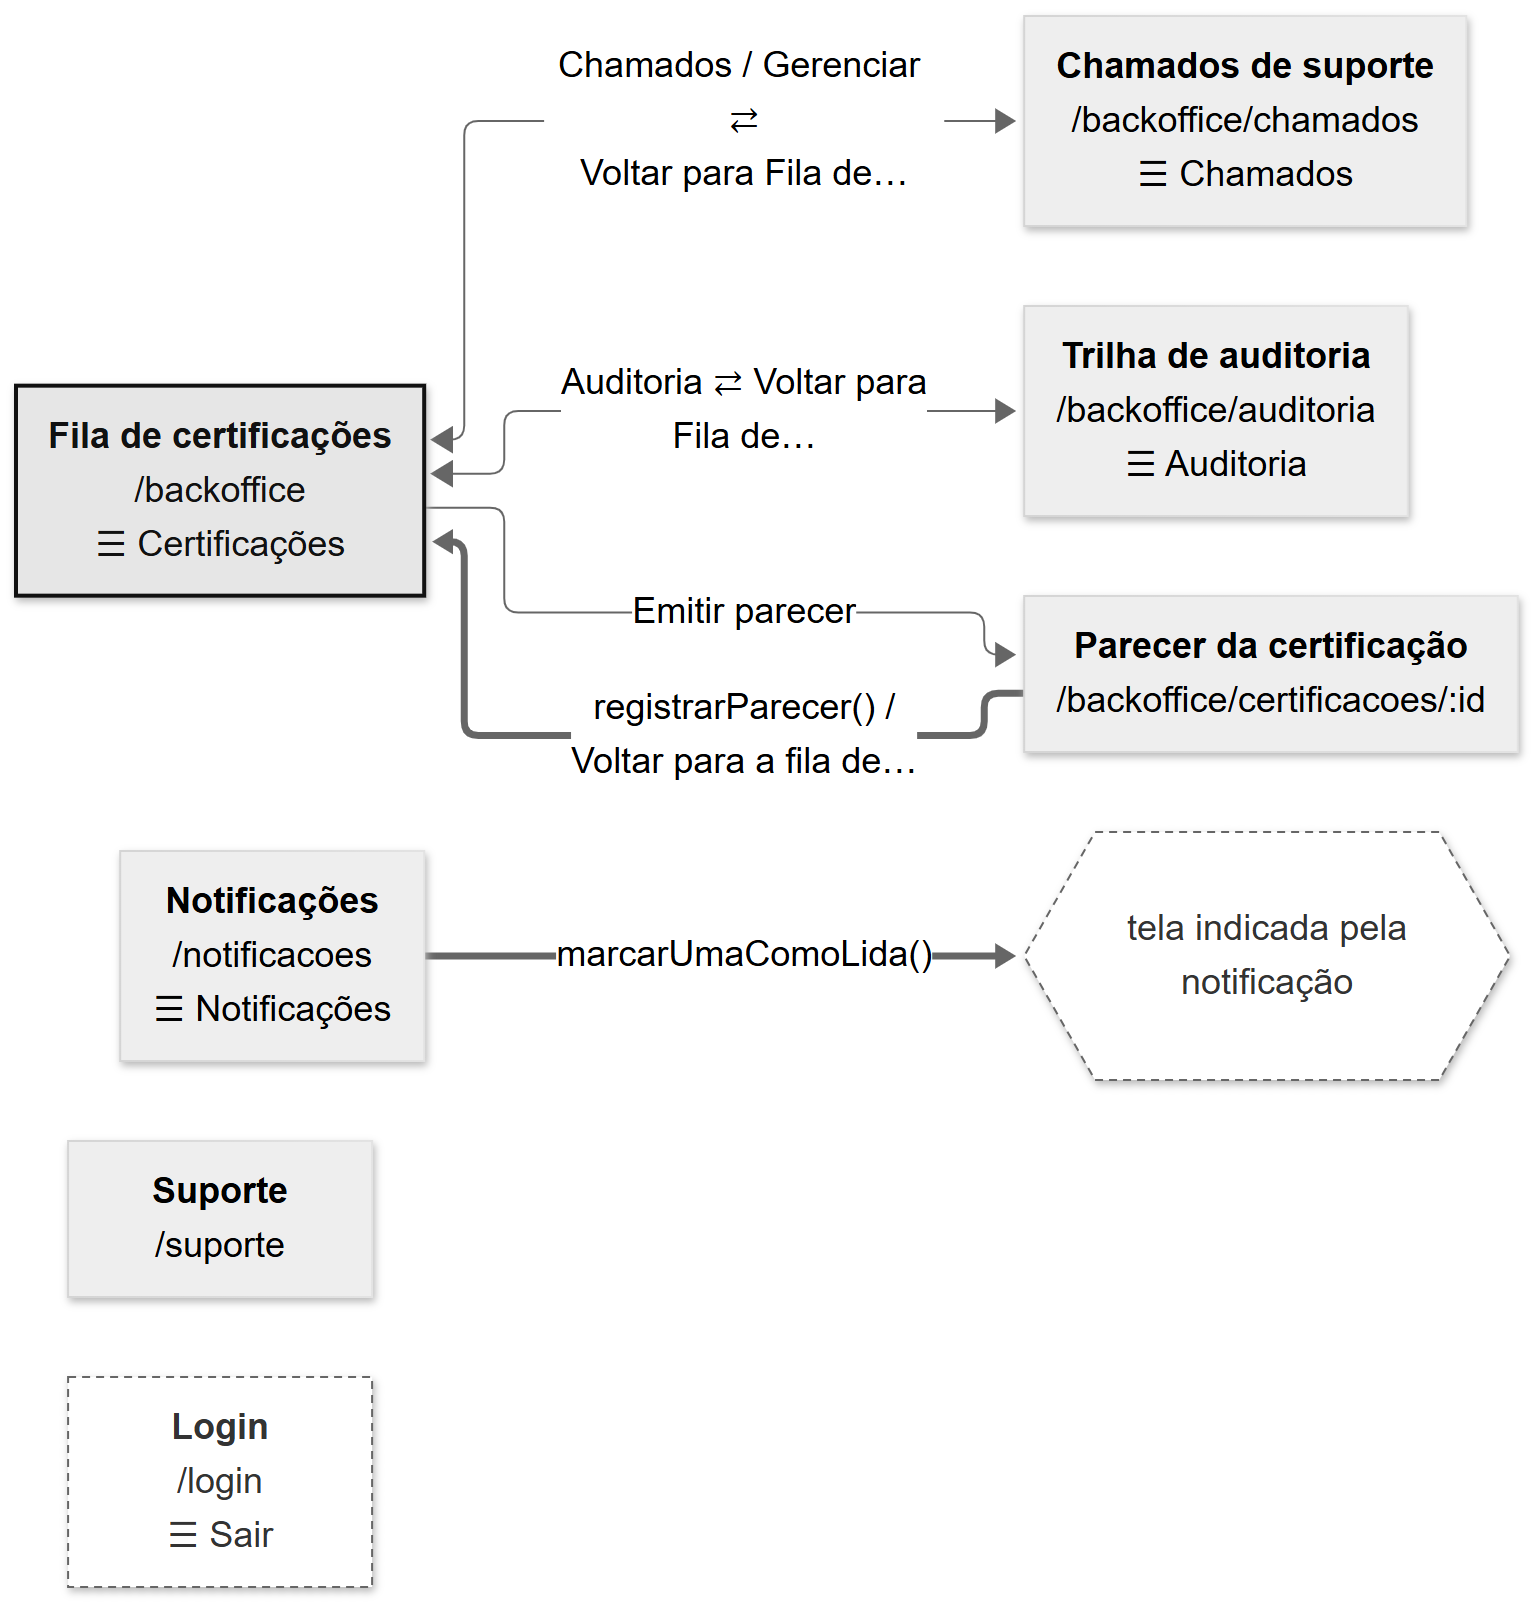 Chamados / Gerenciar
⇄
Voltar para Fila de…
Chamados de suporte
/backoffice/chamados
☰ Chamados
Auditoria ⇄ Voltar para
Fila de…
Trilha de auditoria
/backoffice/auditoria
☰ Auditoria
Fila de certificações
/backoffice
☰ Certificações
Emitir parecer
registrarParecer() /
Voltar para a fila de…
Parecer da certificação
/backoffice/certificacoes/:id
Notificações
/notificacoes
☰ Notificações
marcarUmaComoLida()
tela indicada pela
notificação
Suporte
/suporte
Login
/login
☰ Sair